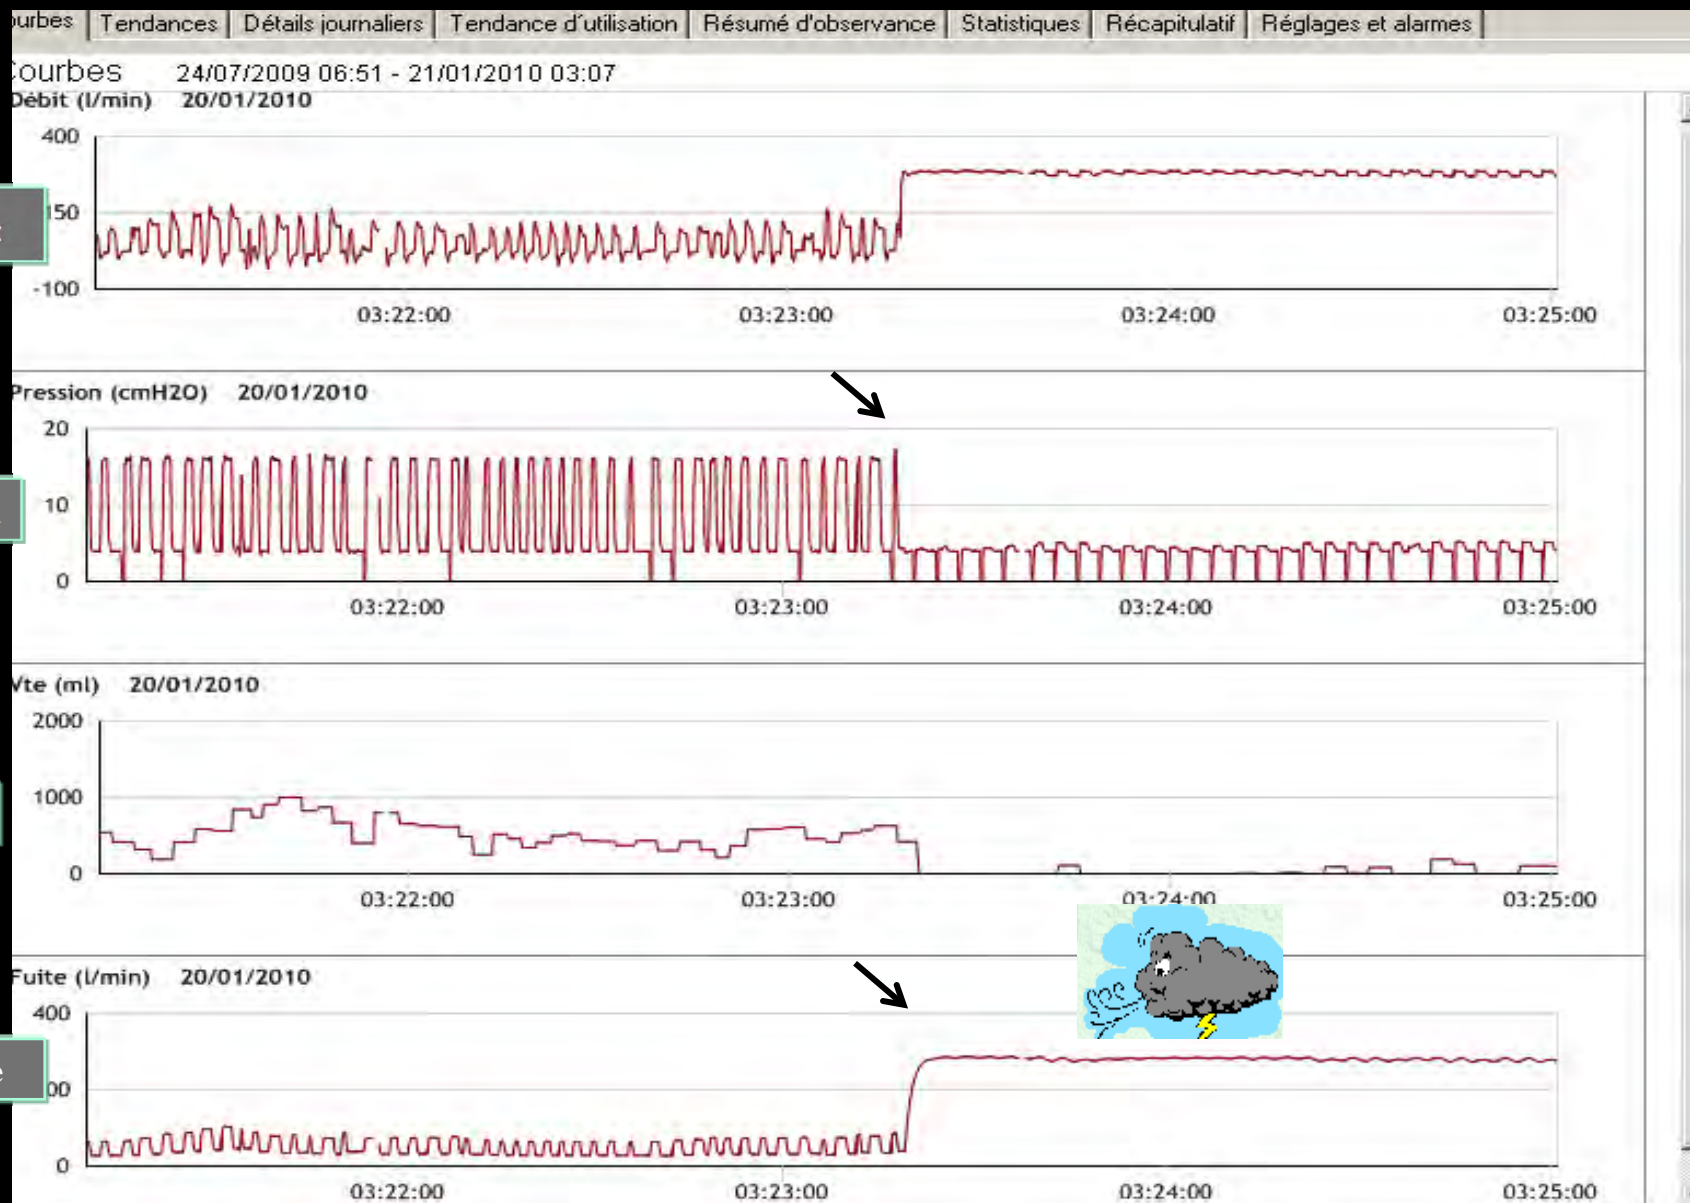 Tendances Détails journaliers Tendance d'utilisation Résumé d'observance Statistiques Récapitulatif Réglages et alarmes
24/07/2009 06:51 - 21/01/2010 03:07
Débit (l/min) 20/01/2010
400
150
-100
03:22:00 03:23:00 03:24:00 03:25:00
Pression (cmH2O) 20/01/2010
20
10
0
03:22:00 03:23:00 03:24:00 03:25:00
Vte (ml) 20/01/2010
2000
1000
0
03:22:00 03:23:00 03:24:00 03:25:00
Fuite (l/min) 20/01/2010
400
0
03:22:00 03:23:00 03:24:00 03:25:00